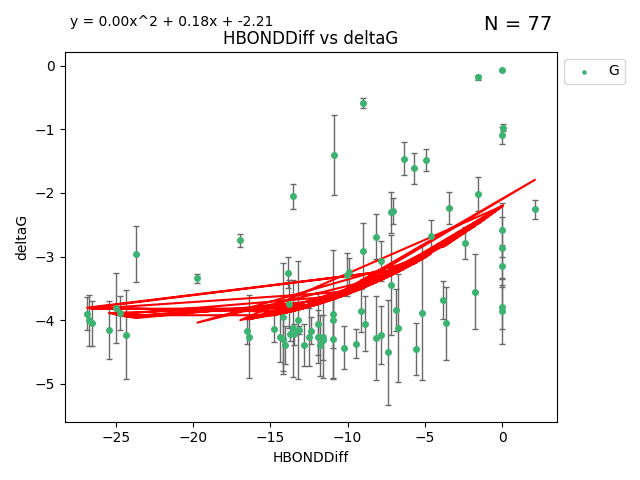 y = 0.00x^2 + 0.18x + -2.21
N = 77
HBONDDiff vs deltaG
G
deltaG
0
−1
−2
−3
−4
−5
−25
−20
−15
−10
−5
0
HBONDDiff